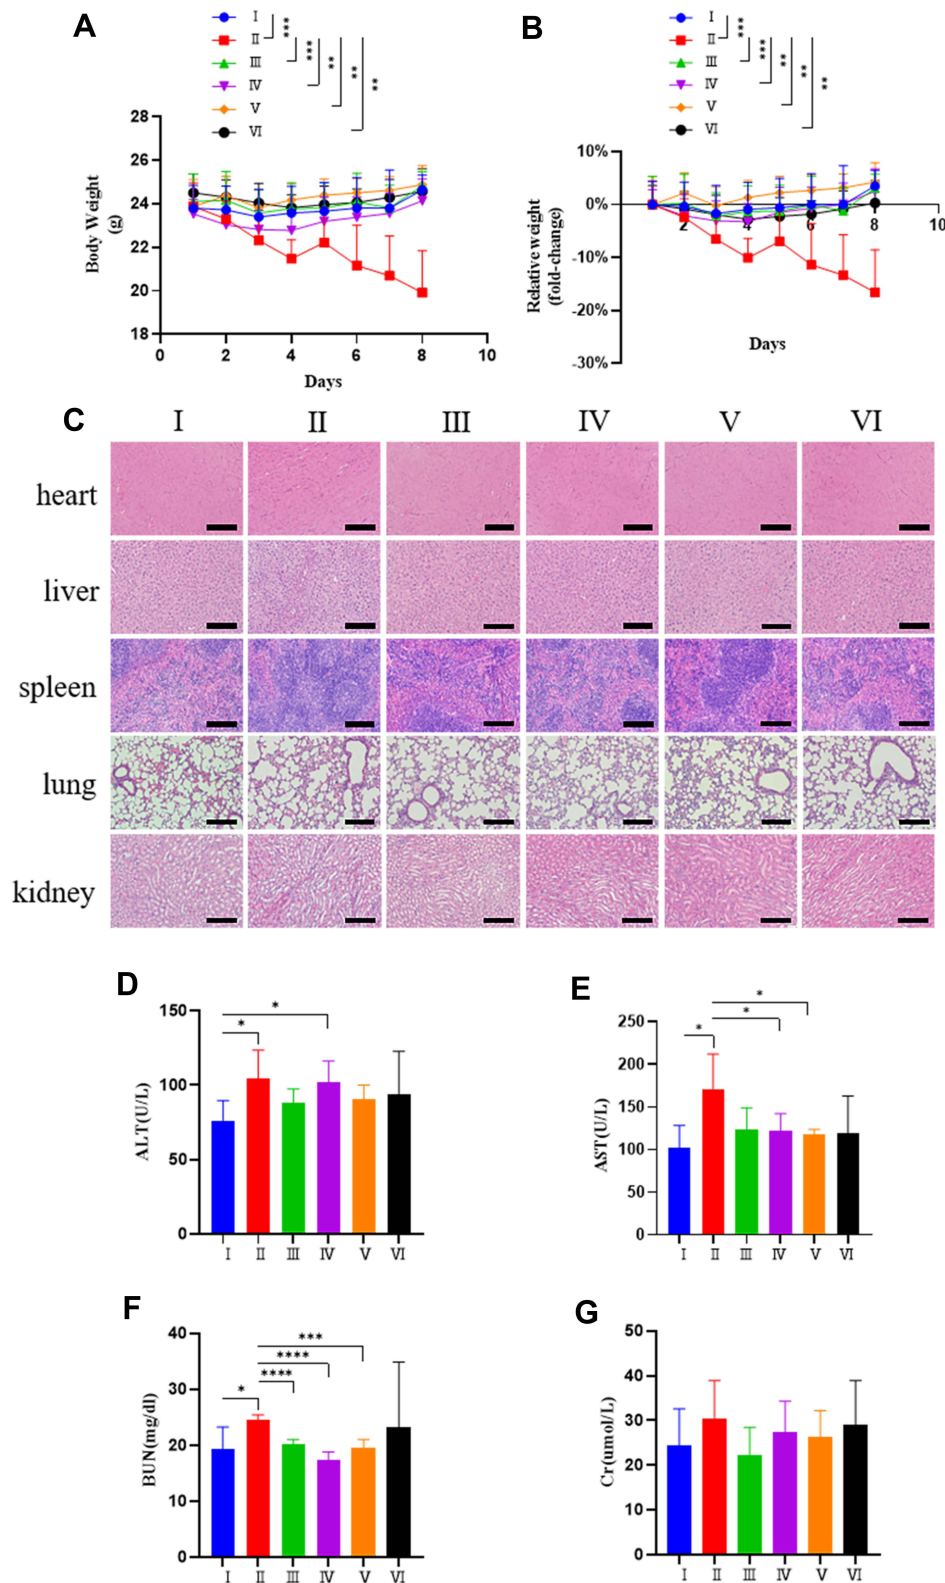 A
I
II
III
IV
V
VI
***
***
**
**
**
28
26
24
22
20
18
0
2
4
6
8
10
Body Weight
(g)
Days
B
I
II
III
IV
V
VI
***
***
**
**
**
10%
0%
-10%
-20%
-30%
2
4
6
8
10
Relative weight
(fold-change)
Days
C
I II III IV V VI
heart
liver
spleen
lung
kidney
D
150
100
50
0
ALT(U/L)
*
*
I II III IV V VI
E
250
200
150
100
50
0
AST(U/L)
*
*
*
I II III IV V VI
F
40
30
20
10
0
BUN(mg/dl)
***
****
****
*
I II III IV V VI
G
50
40
30
20
10
0
Cr(umol/L)
I II III IV V VI